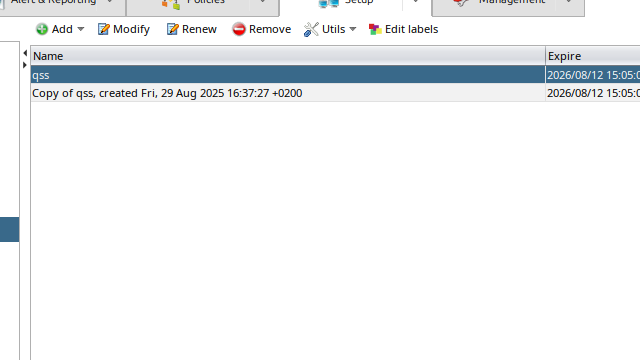 Alert & Reporting Policies Setup Management
Add Modify Renew Remove Utils Edit labels
Name Expire
qss 2026/08/12 15:05:0
Copy of qss, created Fri, 29 Aug 2025 16:37:27 +0200 2026/08/12 15:05:0